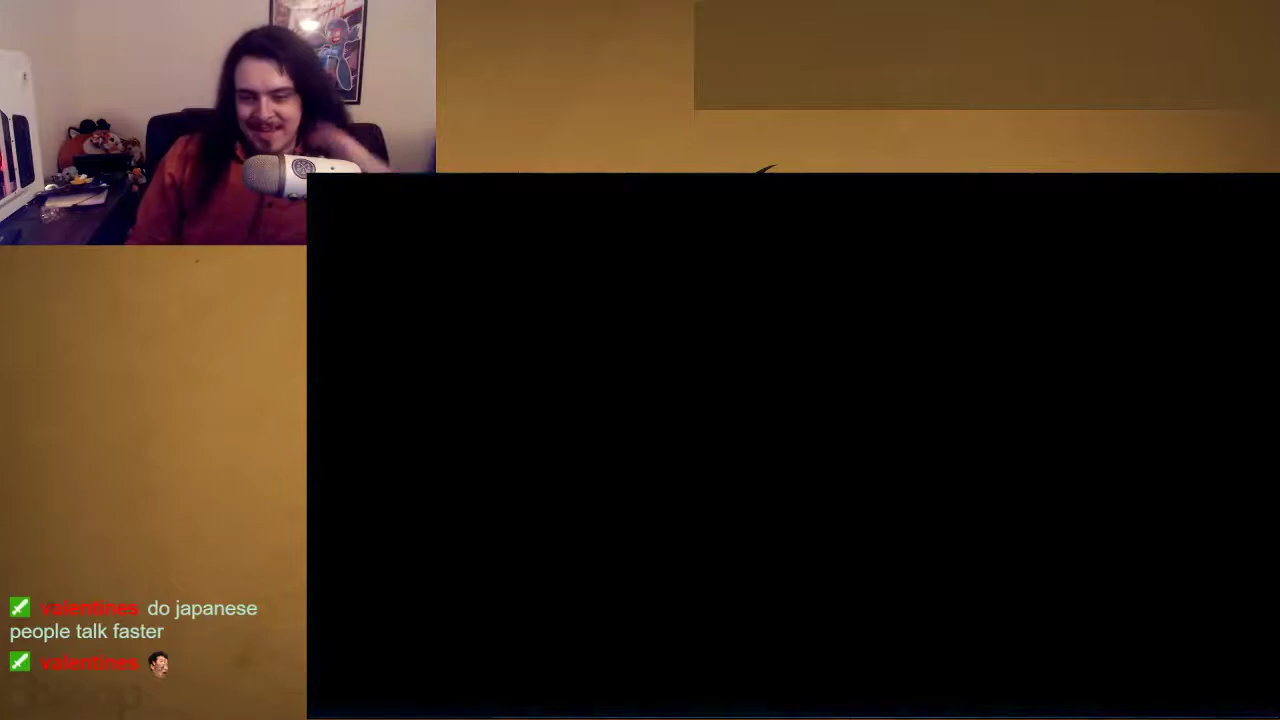 valentines do japanese
people talk faster
valentines